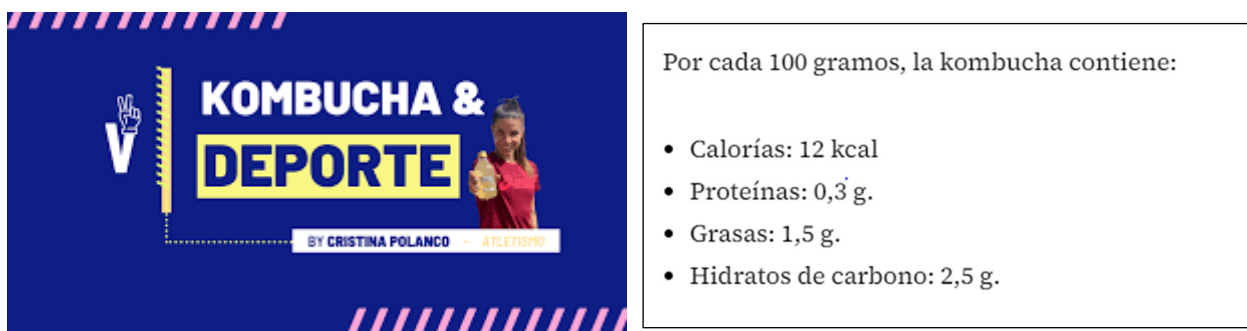 KOMBUCHA &
DEPORTE
V
BY CRISTINA POLANCO - ATLETISMO
Por cada 100 gramos, la kombucha contiene:
• Calorías: 12 kcal
• Proteínas: 0,3 g.
• Grasas: 1,5 g.
• Hidratos de carbono: 2,5 g.